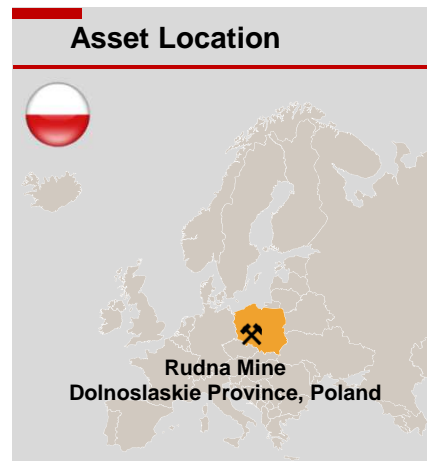 Asset Location
Rudna Mine
Dolnoslaskie Province, Poland